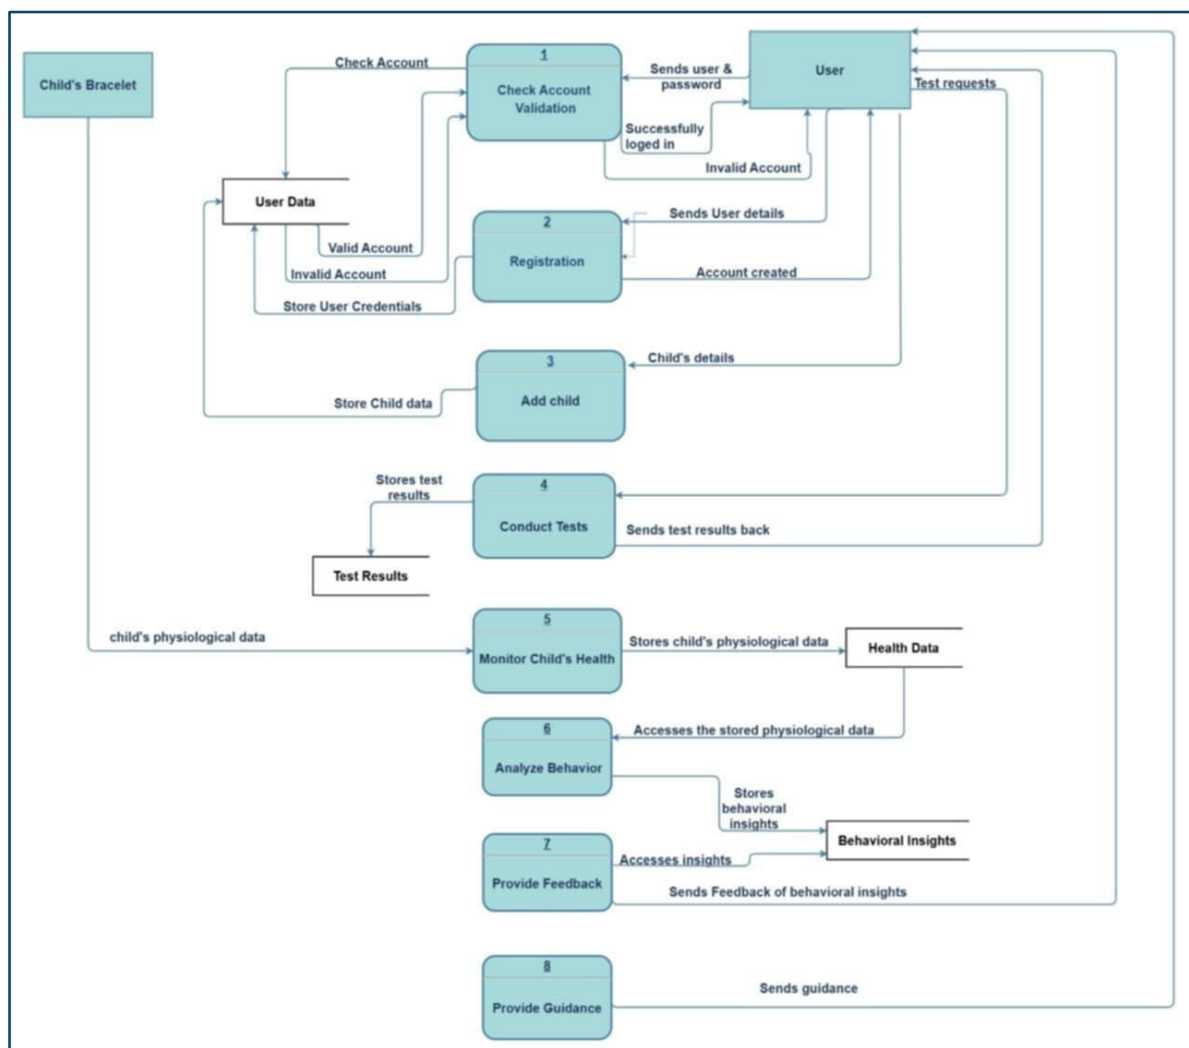 Child's Bracelet
Check Account
1
Check Account
Validation
Sends user &
password
User
Test requests
Successfully
loged in
Invalid Account
User Data
Valid Account
Invalid Account
Store User Credentials
2
Registration
Sends User details
Account created
3
Add child
Child's details
Store Child data
Stores test
results
4
Conduct Tests
Sends test results back
Test Results
child's physiological data
5
Monitor Child's Health
Stores child's physiological data
Health Data
6
Analyze Behavior
Accesses the stored physiological data
Stores
behavioral
insights
Behavioral Insights
7
Provide Feedback
Accesses insights
Sends Feedback of behavioral insights
8
Provide Guidance
Sends guidance